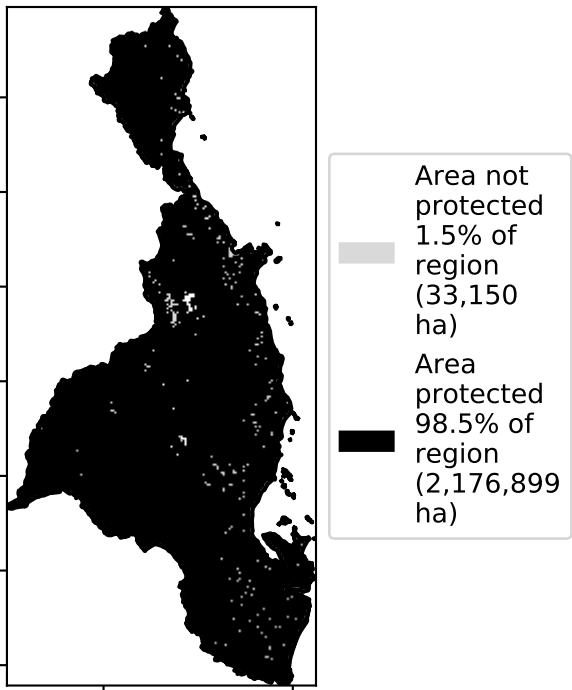 Area not
protected
1.5% of
region
(33,150
ha)
Area
protected
98.5% of
region
(2,176,899
ha)